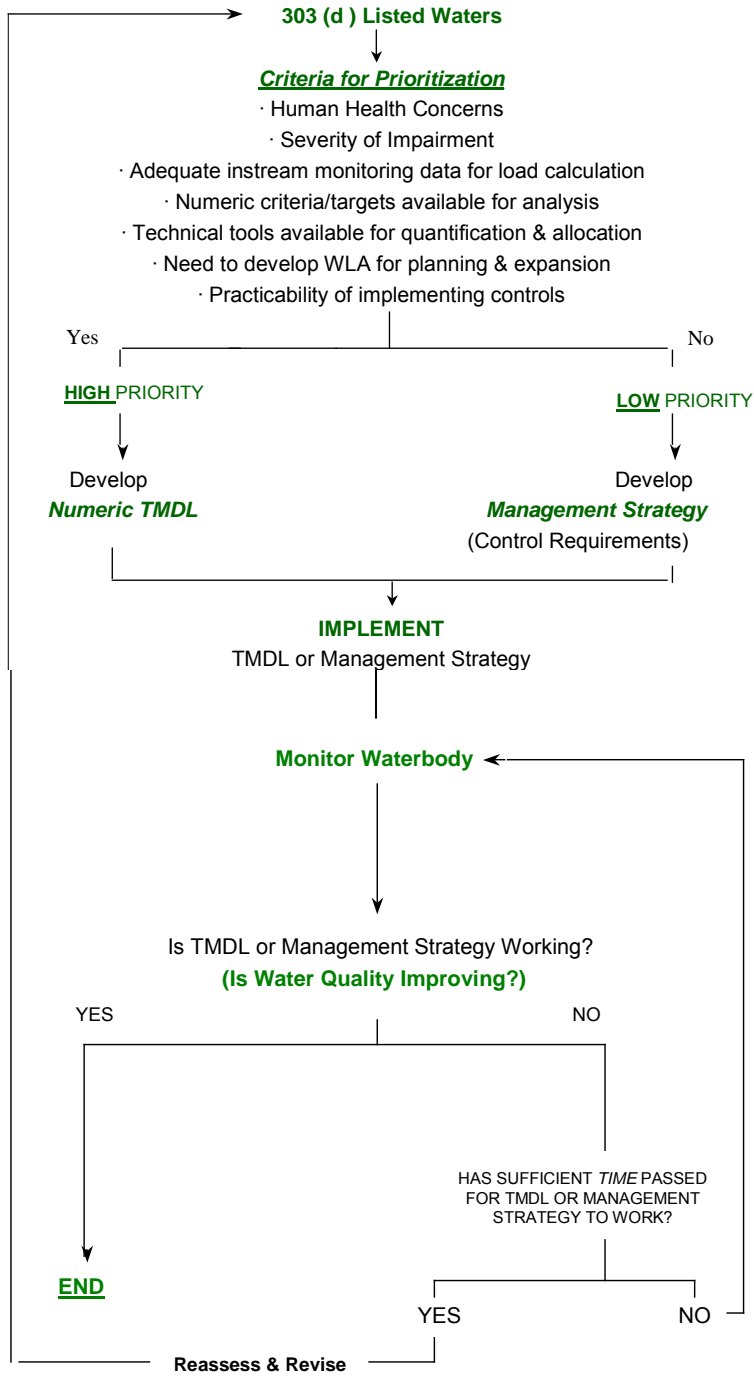 303 (d ) Listed Waters
Criteria for Prioritization
· Human Health Concerns
· Severity of Impairment
· Adequate instream monitoring data for load calculation
· Numeric criteria/targets available for analysis
· Technical tools available for quantification & allocation
· Need to develop WLA for planning & expansion
· Practicability of implementing controls
Yes
No
HIGH PRIORITY
LOW PRIORITY
Develop
Numeric TMDL
Develop
Management Strategy
(Control Requirements)
IMPLEMENT
TMDL or Management Strategy
Monitor Waterbody
Is TMDL or Management Strategy Working?
(Is Water Quality Improving?)
YES
NO
HAS SUFFICIENT TIME PASSED
FOR TMDL OR MANAGEMENT
STRATEGY TO WORK?
END
YES
NO
Reassess & Revise